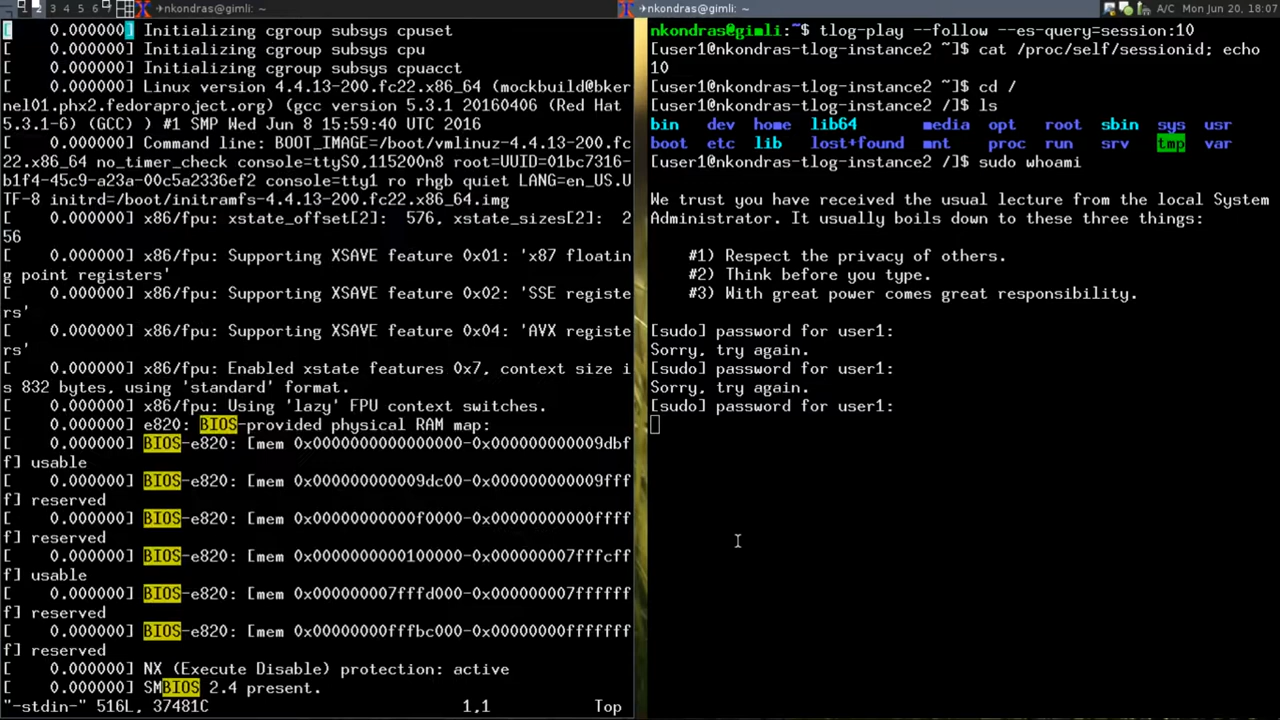 1 2 3 4 5 6 nkondras@gimli: ~ nkondras@gimli: ~ A/C Mon Jun 20, 18:07
[    0.000000] Initializing cgroup subsys cpuset
[    0.000000] Initializing cgroup subsys cpu
[    0.000000] Initializing cgroup subsys cpuacct
[    0.000000] Linux version 4.4.13-200.fc22.x86_64 (mockbuild@bker
nel01.phx2.fedoraproject.org) (gcc version 5.3.1 20160406 (Red Hat
5.3.1-6) (GCC) ) #1 SMP Wed Jun 8 15:59:40 UTC 2016
[    0.000000] Command line: BOOT_IMAGE=/boot/vmlinuz-4.4.13-200.fc
22.x86_64 no_timer_check console=ttyS0,115200n8 root=UUID=01bc7316-
b1f4-45c9-a23a-00c5a2336ef2 console=tty1 ro rhgb quiet LANG=en_US.U
TF-8 initrd=/boot/initramfs-4.4.13-200.fc22.x86_64.img
[    0.000000] x86/fpu: xstate_offset[2]:  576, xstate_sizes[2]:  2
56
[    0.000000] x86/fpu: Supporting XSAVE feature 0x01: 'x87 floatin
g point registers'
[    0.000000] x86/fpu: Supporting XSAVE feature 0x02: 'SSE registe
rs'
[    0.000000] x86/fpu: Supporting XSAVE feature 0x04: 'AVX registe
rs'
[    0.000000] x86/fpu: Enabled xstate features 0x7, context size i
s 832 bytes, using 'standard' format.
[    0.000000] x86/fpu: Using 'lazy' FPU context switches.
[    0.000000] e820: BIOS-provided physical RAM map:
[    0.000000] BIOS-e820: [mem 0x0000000000000000-0x000000000009dbf
f] usable
[    0.000000] BIOS-e820: [mem 0x000000000009dc00-0x000000000009fff
f] reserved
[    0.000000] BIOS-e820: [mem 0x00000000000f0000-0x00000000000ffff
f] reserved
[    0.000000] BIOS-e820: [mem 0x0000000000100000-0x000000007fffcff
f] usable
[    0.000000] BIOS-e820: [mem 0x000000007fffd000-0x000000007ffffff
f] reserved
[    0.000000] BIOS-e820: [mem 0x00000000fffbc000-0x00000000fffffff
f] reserved
[    0.000000] NX (Execute Disable) protection: active
[    0.000000] SMBIOS 2.4 present.
"-stdin-" 516L, 37481C 1,1 Top
nkondras@gimli:~$ tlog-play --follow --es-query=session:10
[user1@nkondras-tlog-instance2 ~]$ cat /proc/self/sessionid; echo
10
[user1@nkondras-tlog-instance2 ~]$ cd /
[user1@nkondras-tlog-instance2 /]$ ls
bin dev home lib64 media opt root sbin sys usr
boot etc lib lost+found mnt proc run srv tmp var
[user1@nkondras-tlog-instance2 /]$ sudo whoami
We trust you have received the usual lecture from the local System
Administrator. It usually boils down to these three things:
#1) Respect the privacy of others.
#2) Think before you type.
#3) With great power comes great responsibility.
[sudo] password for user1:
Sorry, try again.
[sudo] password for user1:
Sorry, try again.
[sudo] password for user1: